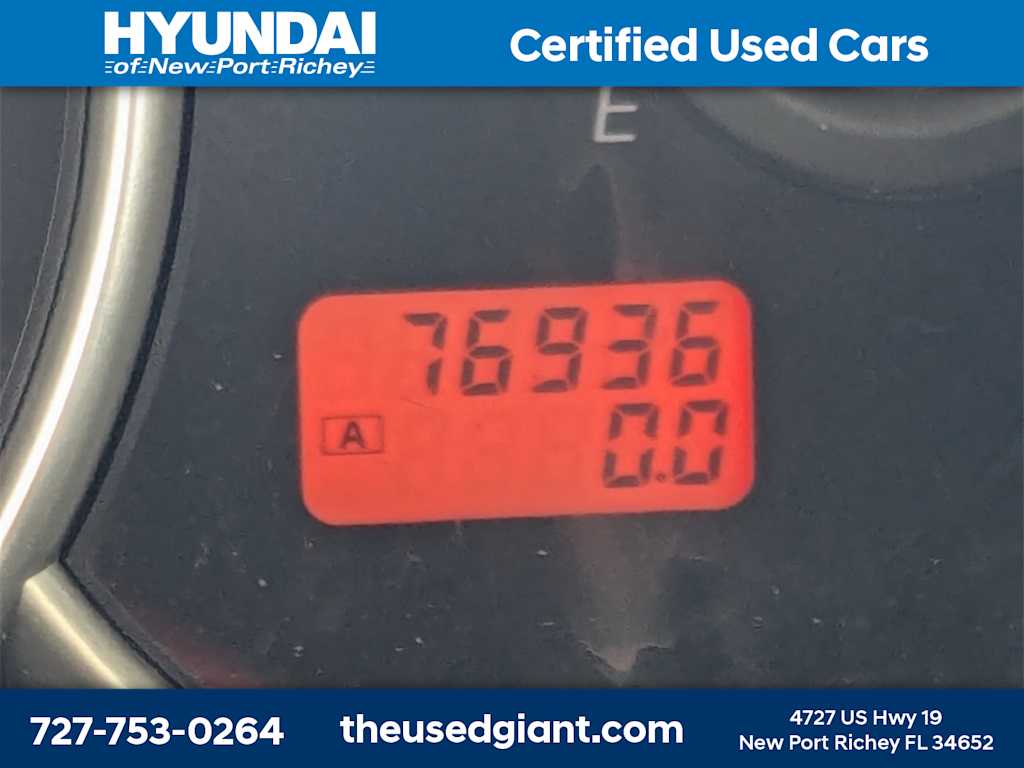 HYUNDAI
of New Port Richey
Certified Used Cars
E
76936
A
0.0
727-753-0264
theusedgiant.com
4727 US Hwy 19
New Port Richey FL 34652